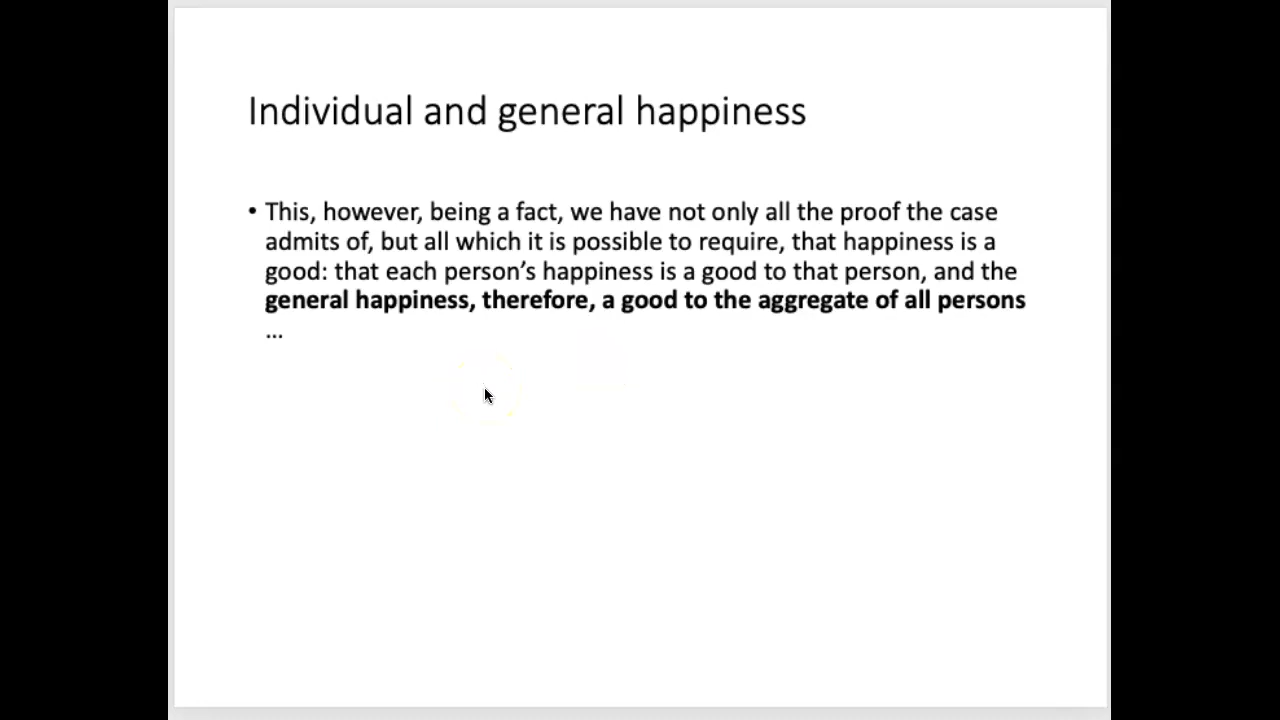 Individual and general happiness
• This, however, being a fact, we have not only all the proof the case
admits of, but all which it is possible to require, that happiness is a
good: that each person’s happiness is a good to that person, and the
general happiness, therefore, a good to the aggregate of all persons
...